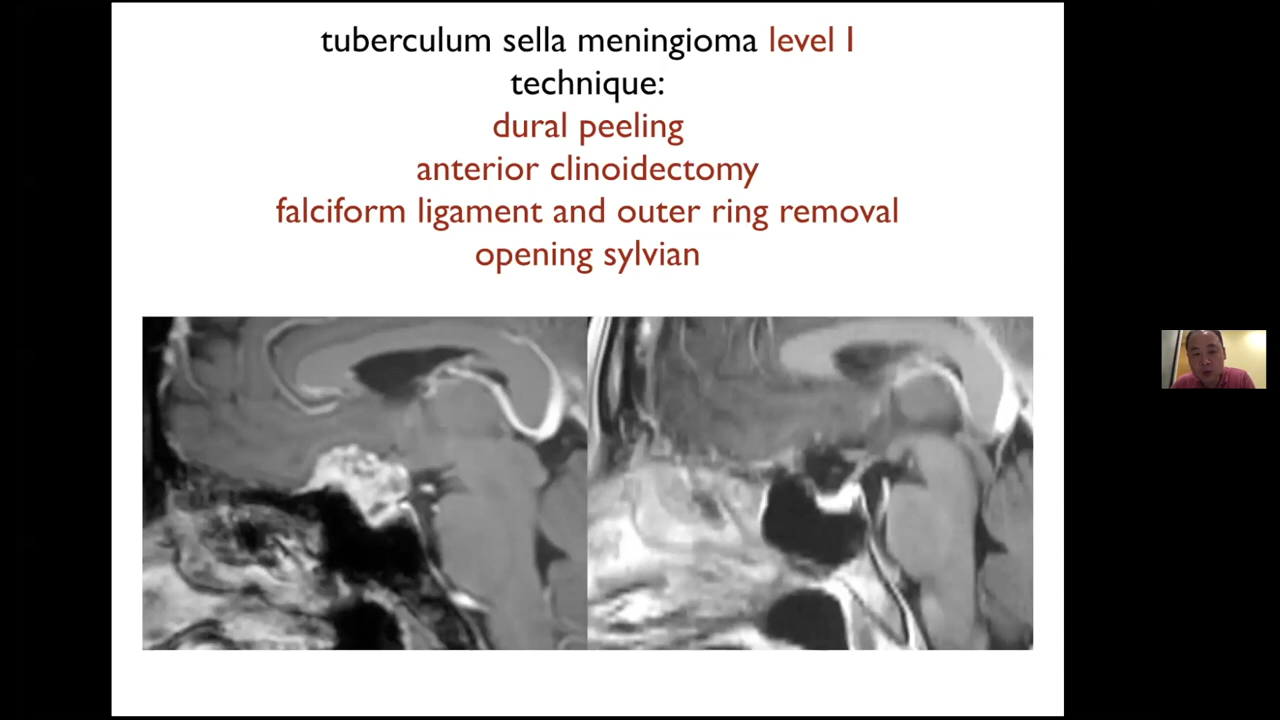 tuberculum sella meningioma level I
technique:
dural peeling
anterior clinoidectomy
falciform ligament and outer ring removal
opening sylvian